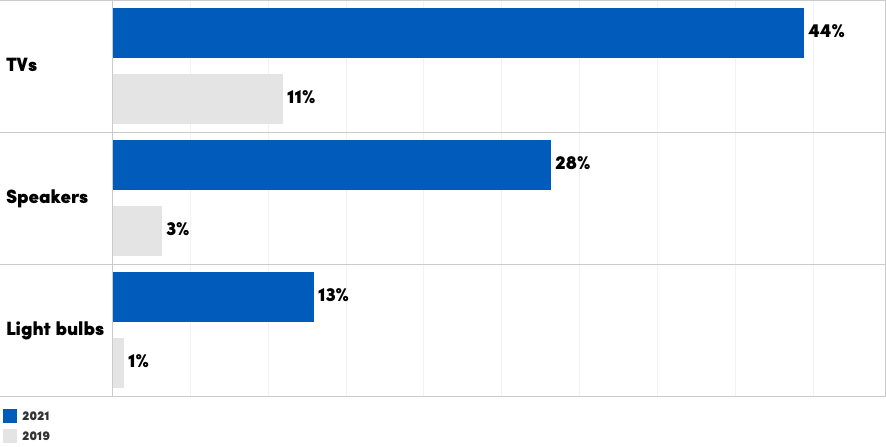 44%
TVs
11%
28%
Speakers
3%
13%
Light bulbs
1%
2021
2019